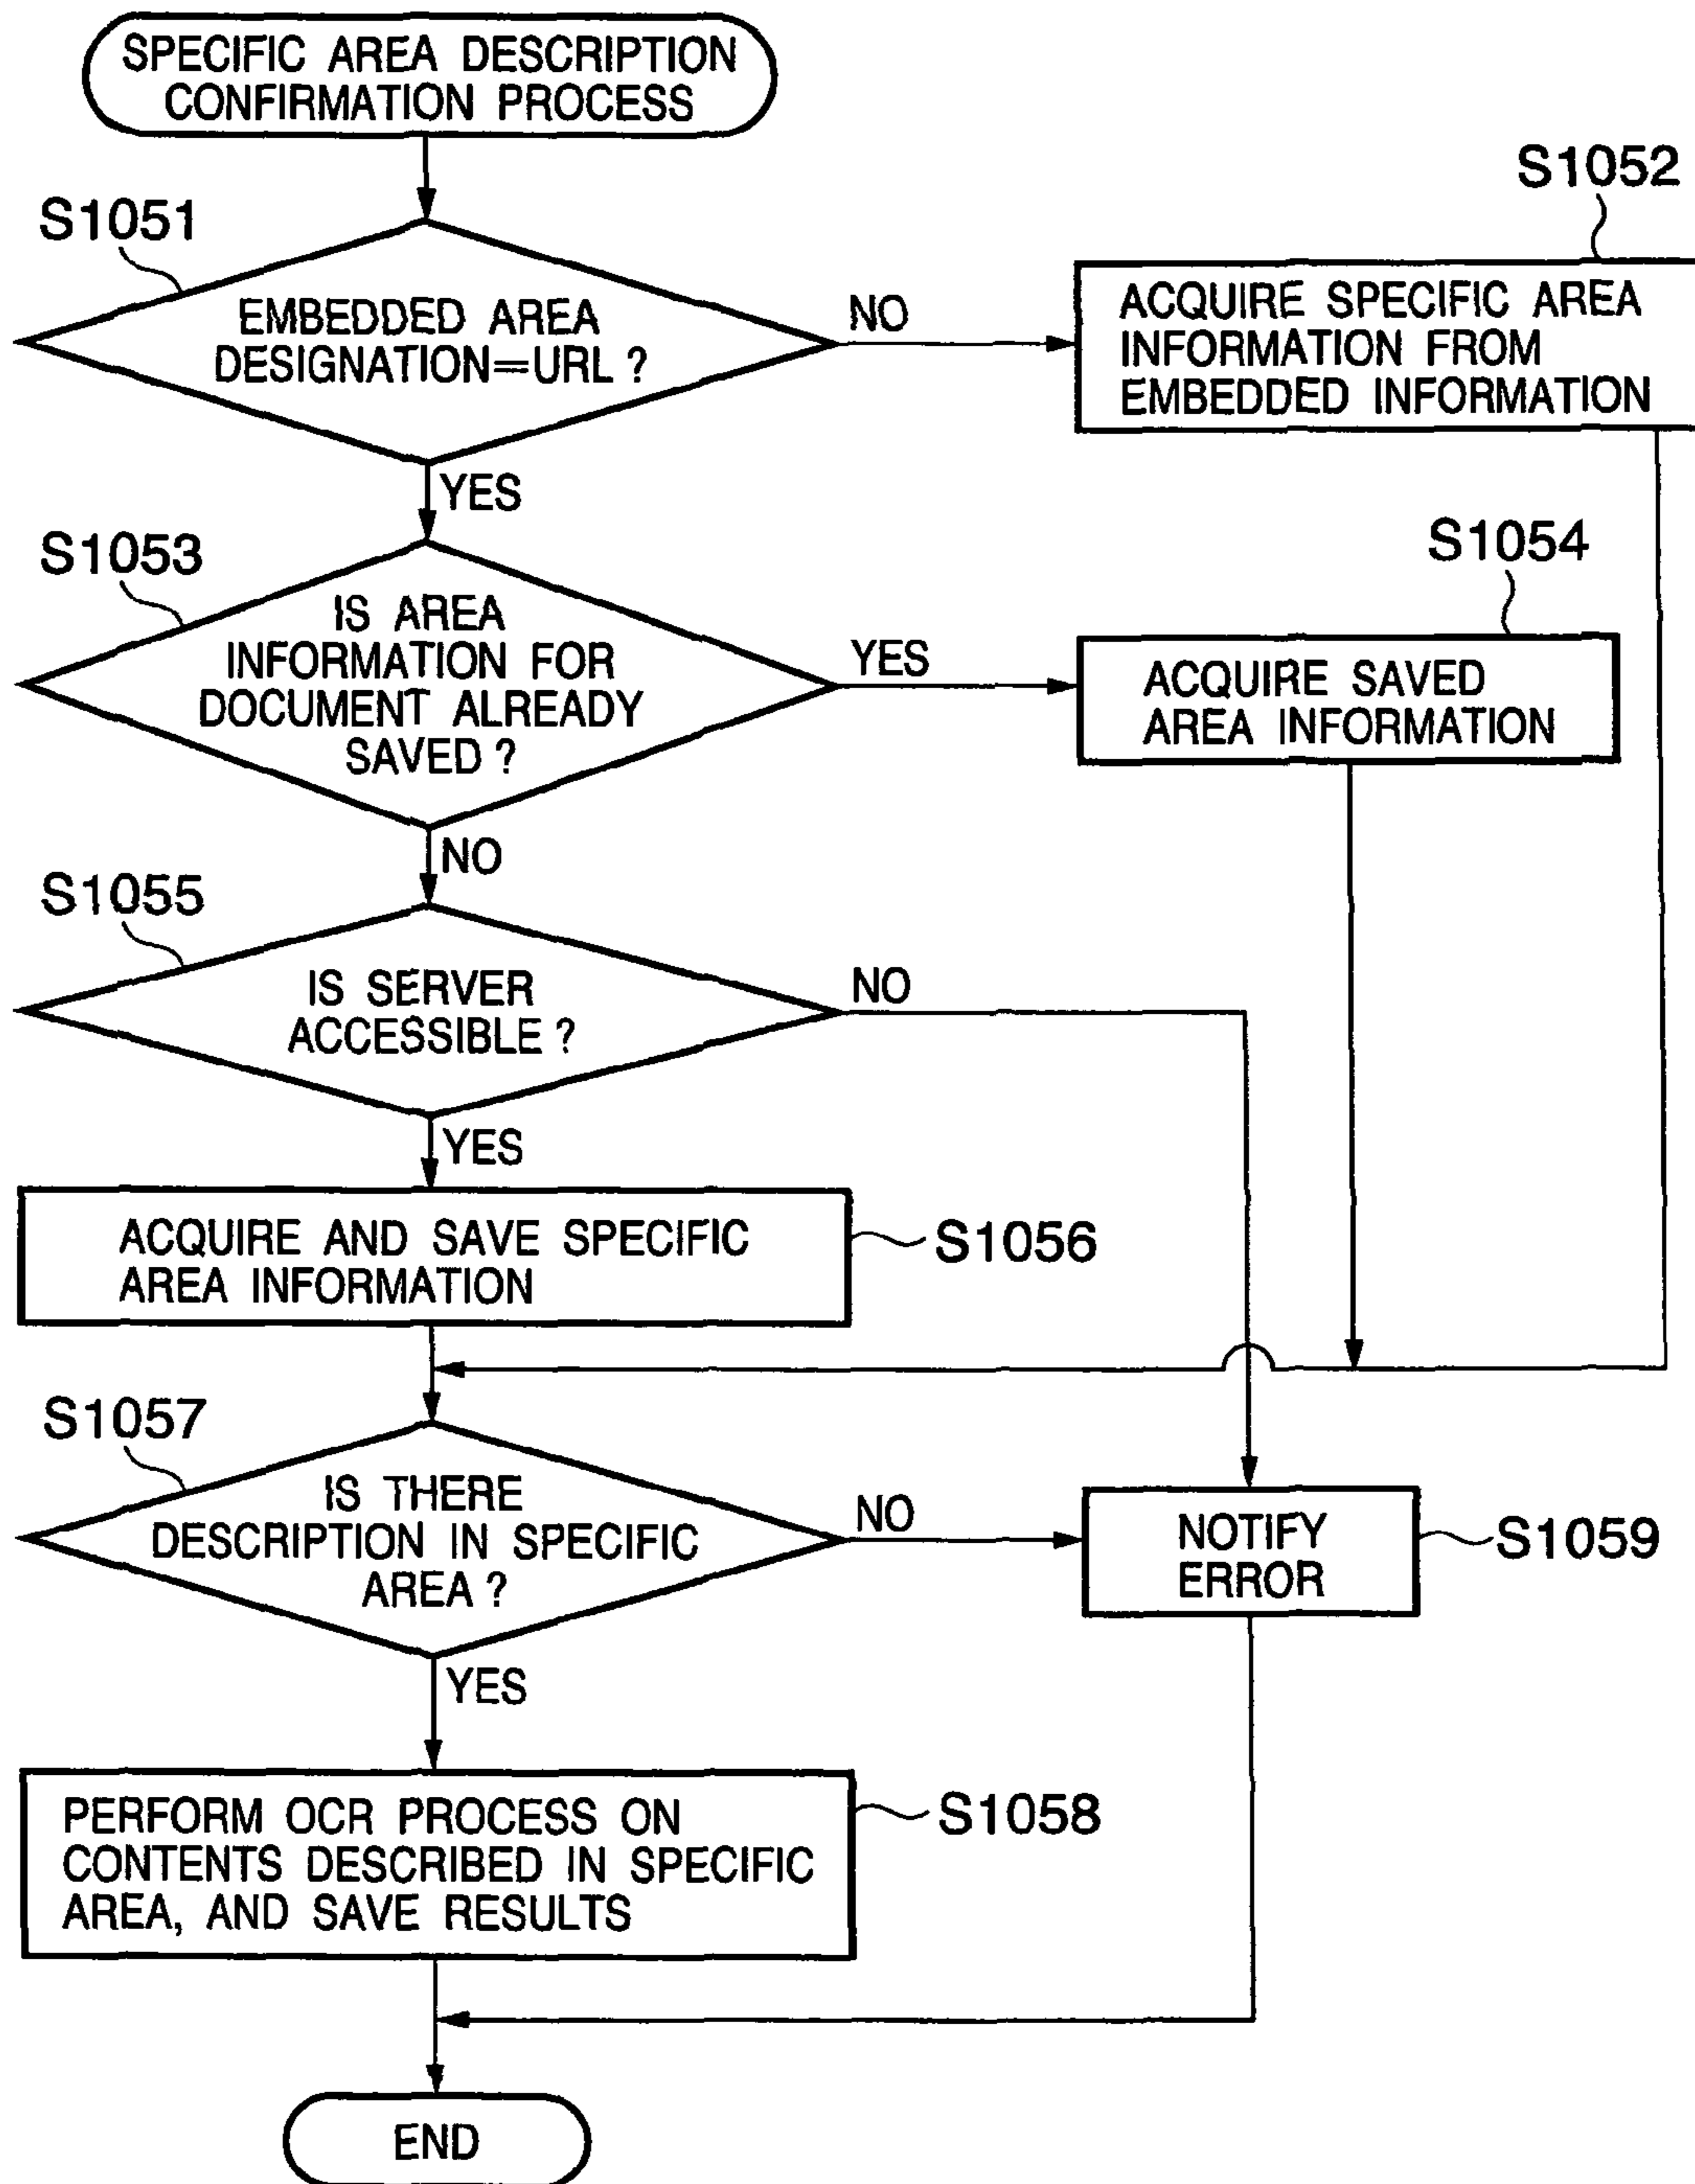 SPECIFIC AREA DESCRIPTION
CONFIRMATION PROCESS
S1051
EMBEDDED AREA
DESIGNATION=URL?
NO
S1052
ACQUIRE SPECIFIC AREA
INFORMATION FROM
EMBEDDED INFORMATION
YES
S1053
IS AREA
INFORMATION FOR
DOCUMENT ALREADY
SAVED?
YES
S1054
ACQUIRE SAVED
AREA INFORMATION
NO
S1055
IS SERVER
ACCESSIBLE?
NO
YES
ACQUIRE AND SAVE SPECIFIC
AREA INFORMATION
S1056
S1057
IS THERE
DESCRIPTION IN SPECIFIC
AREA?
NO
NOTIFY
ERROR
S1059
YES
PERFORM OCR PROCESS ON
CONTENTS DESCRIBED IN SPECIFIC
AREA, AND SAVE RESULTS
S1058
END